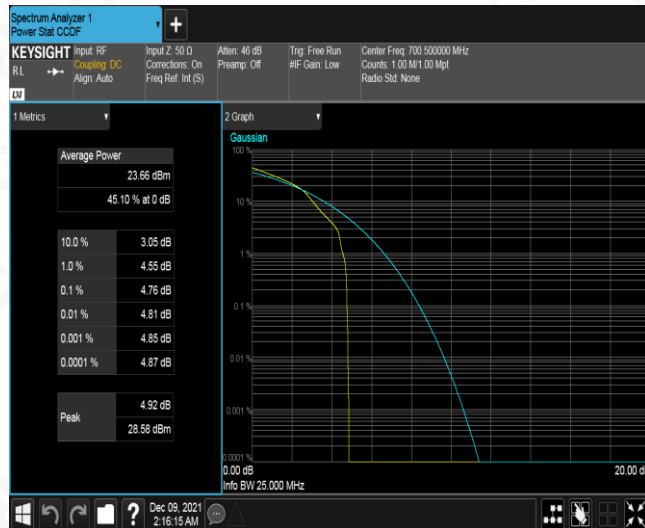 Spectrum Analyzer 1
Power Stat CCDF
+
KEYSIGHT
RL
LXI
Input: RF
Coupling: DC
Align: Auto
Input Z: 50 Ω
Corrections: On
Freq Ref: Int (S)
Atten: 46 dB
Preamp: Off
Trig: Free Run
#IF Gain: Low
Center Freq: 700.500000 MHz
Counts: 1.00 M/1.00 Mpt
Radio Std: None
1 Metrics
Average Power
23.66 dBm
45.10 % at 0 dB
10.0 % 3.05 dB
1.0 % 4.55 dB
0.1 % 4.76 dB
0.01 % 4.81 dB
0.001 % 4.85 dB
0.0001 % 4.87 dB
Peak
4.92 dB
28.58 dBm
2 Graph
Gaussian
100 %
10 %
1 %
0.1 %
0.01 %
0.001 %
0.0001 %
0.00 dB 20.00 d
Info BW 25.000 MHz
?
Dec 09, 2021
2:16:15 AM